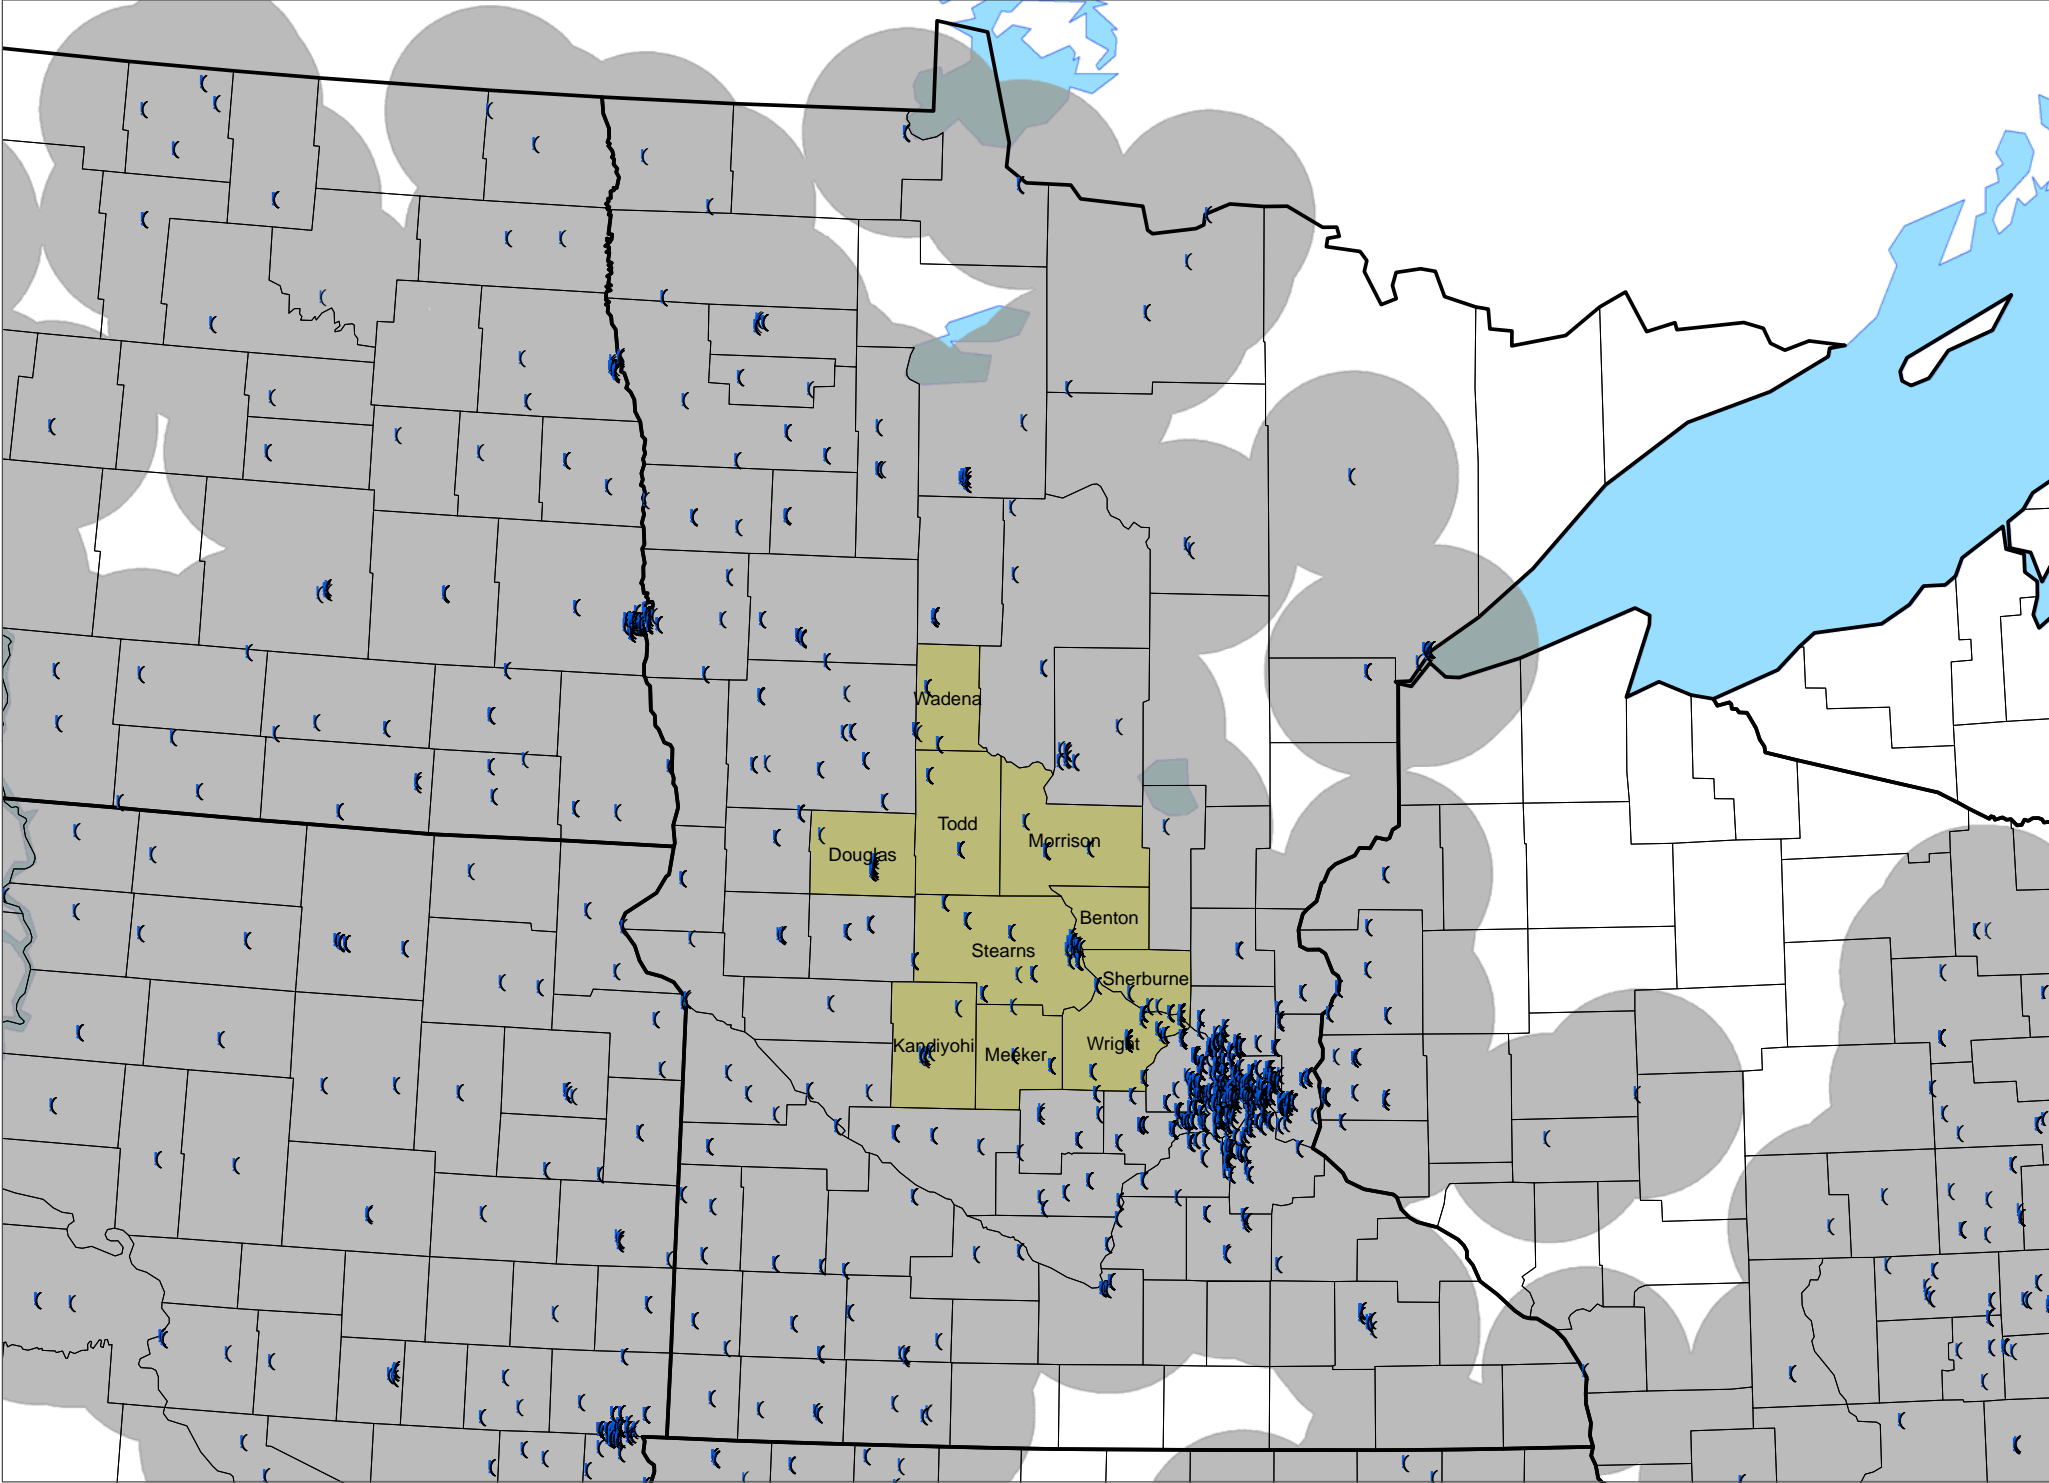 Wadena
Todd
Morrison
Douglas
Benton
Stearns
Sherburne
Kandiyohi
Meeker
Wright